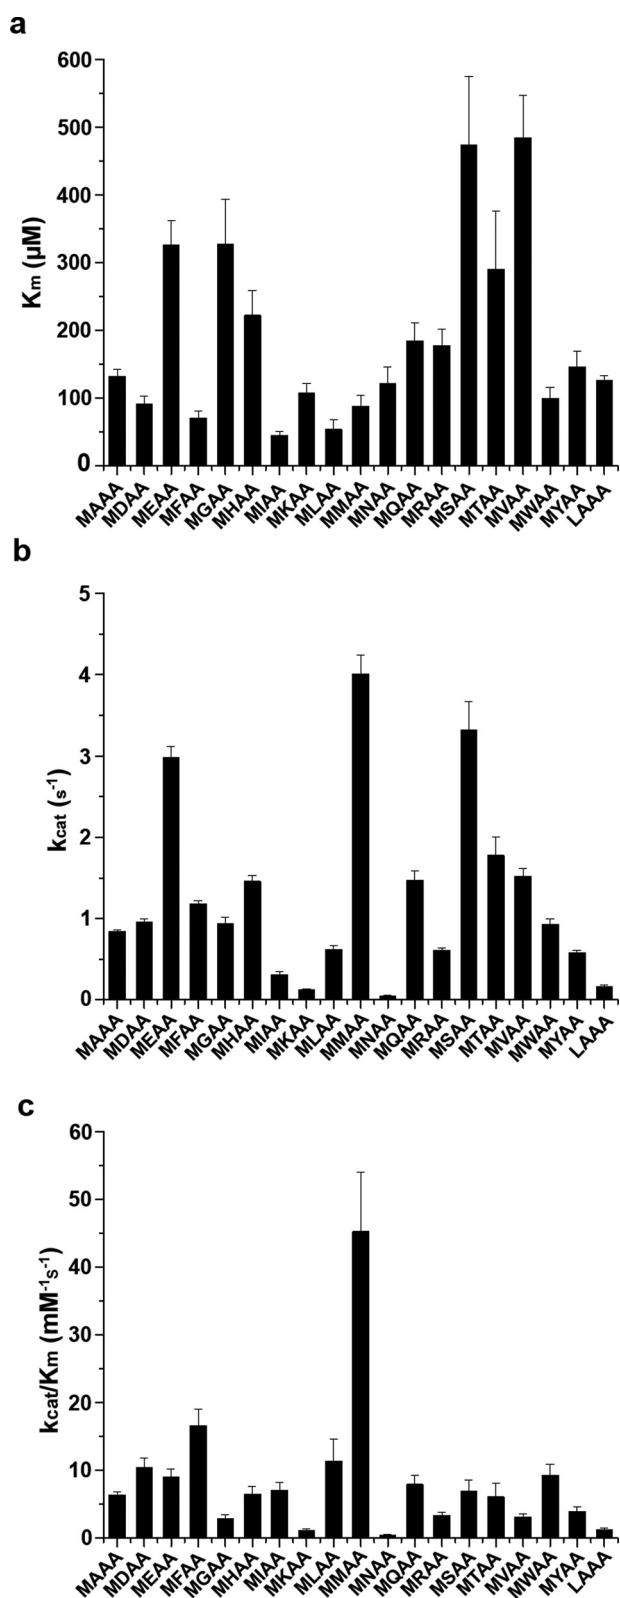 a
600
500
400
300
200
100
0
Km (µM)
MAAA
MDAA
MEAA
MFAA
MGAA
MHAA
MIAA
MKAA
MLAA
MMAA
MNAA
MQAA
MRAA
MSAA
MTAA
MVAA
MWAA
MYAA
LAAA
b
5
4
3
2
1
0
kcat (s⁻¹)
MAAA
MDAA
MEAA
MFAA
MGAA
MHAA
MIAA
MKAA
MLAA
MMAA
MNAA
MQAA
MRAA
MSAA
MTAA
MVAA
MWAA
MYAA
LAAA
c
60
50
40
30
20
10
0
kcat/Km (mM⁻¹s⁻¹)
MAAA
MDAA
MEAA
MFAA
MGAA
MHAA
MIAA
MKAA
MLAA
MMAA
MNAA
MQAA
MRAA
MSAA
MTAA
MVAA
MWAA
MYAA
LAAA